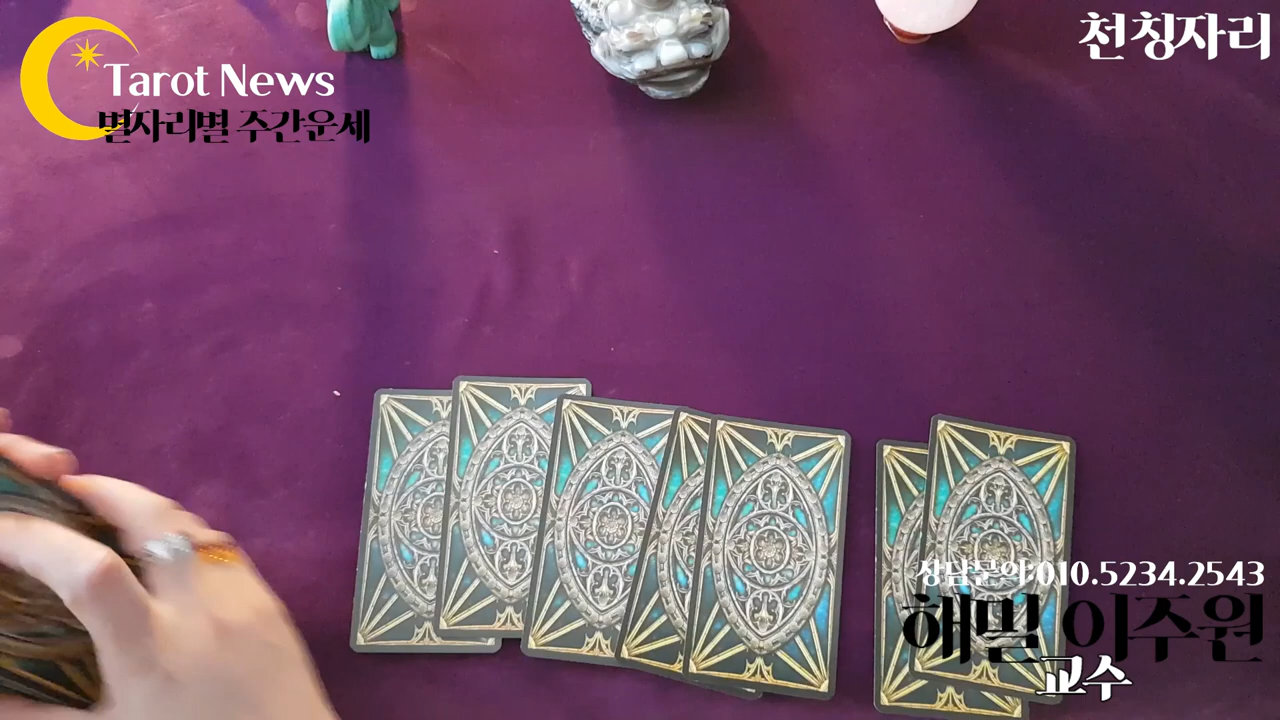 Tarot News
별자리별 주간운세
천칭자리
상담문의:010.5234.2543
해밀 이주원
교수